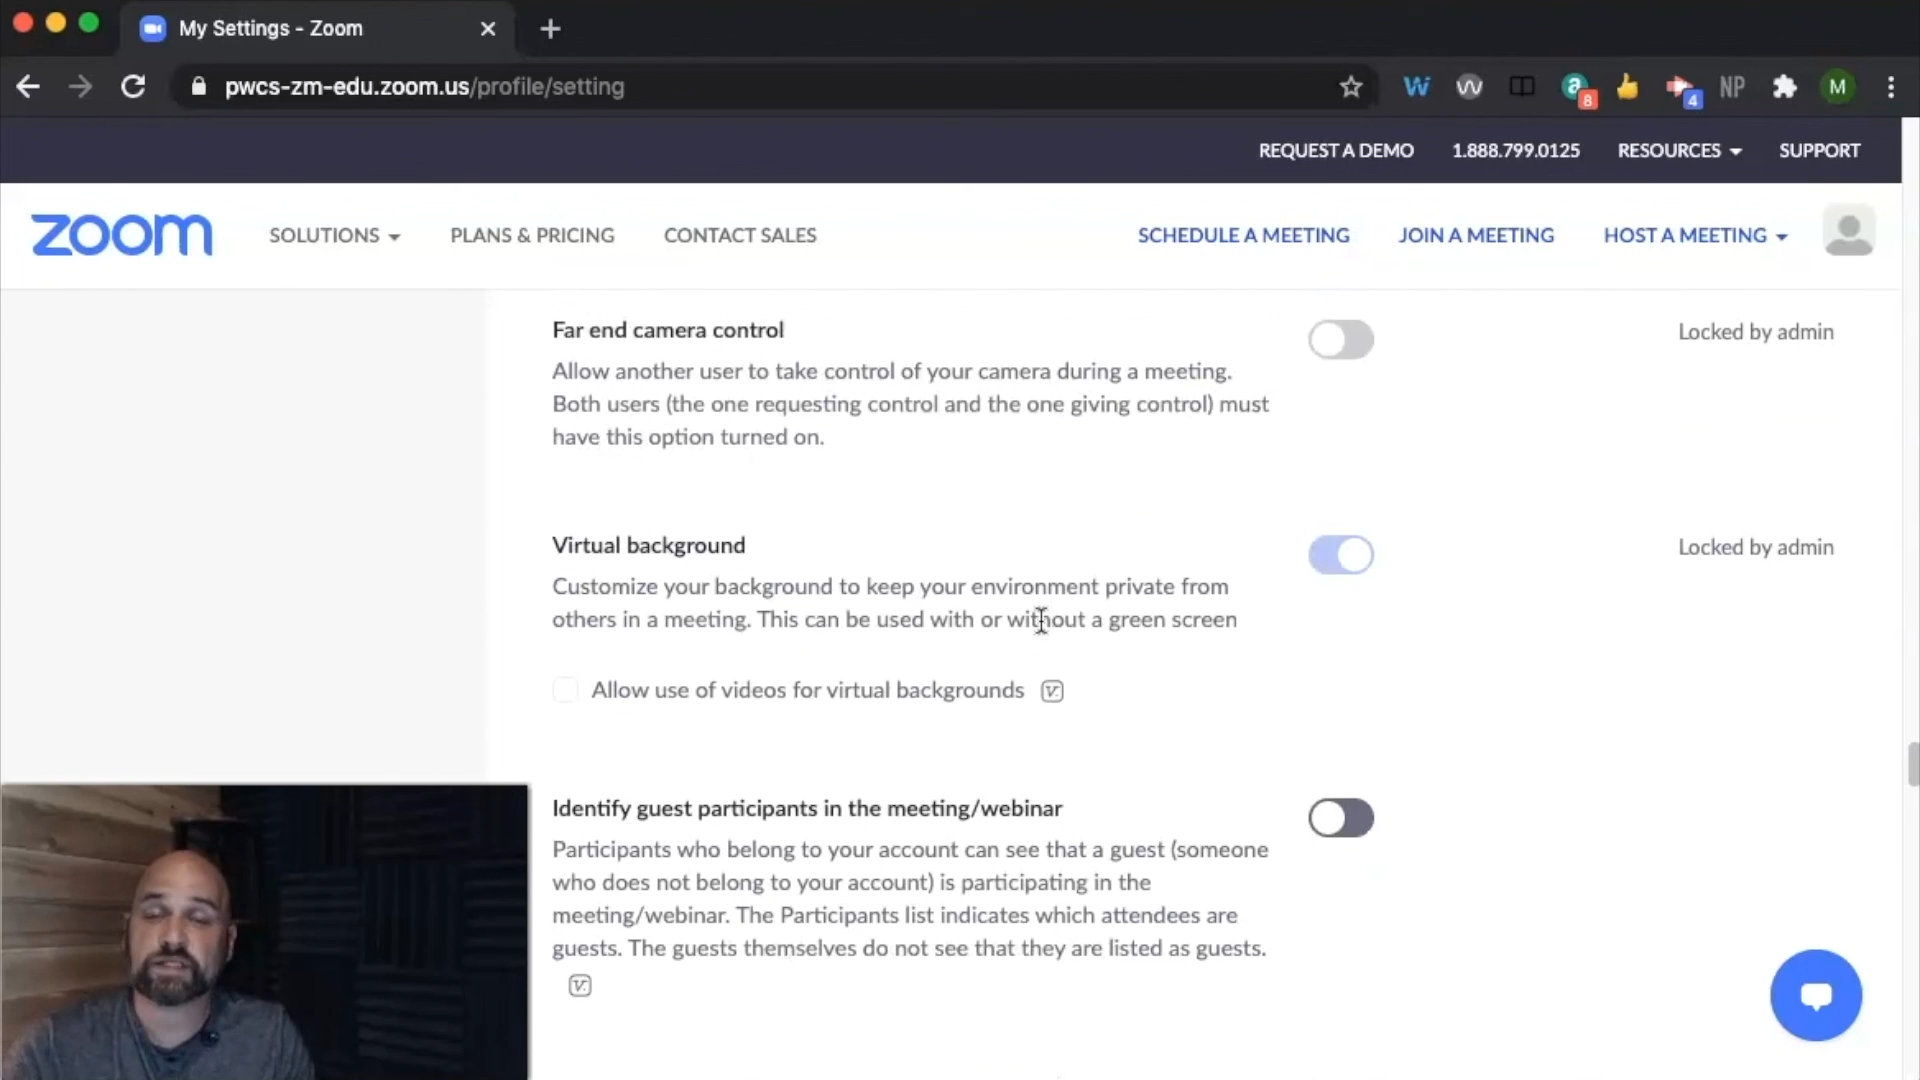 My Settings - Zoom
pwcs-zm-edu.zoom.us/profile/setting
8
4
NP
M
REQUEST A DEMO 1.888.799.0125 RESOURCES SUPPORT
zoom SOLUTIONS PLANS & PRICING CONTACT SALES SCHEDULE A MEETING JOIN A MEETING HOST A MEETING
Far end camera control
Locked by admin
Allow another user to take control of your camera during a meeting.
Both users (the one requesting control and the one giving control) must
have this option turned on.
Virtual background
Locked by admin
Customize your background to keep your environment private from
others in a meeting. This can be used with or without a green screen
Allow use of videos for virtual backgrounds
Identify guest participants in the meeting/webinar
Participants who belong to your account can see that a guest (someone
who does not belong to your account) is participating in the
meeting/webinar. The Participants list indicates which attendees are
guests. The guests themselves do not see that they are listed as guests.